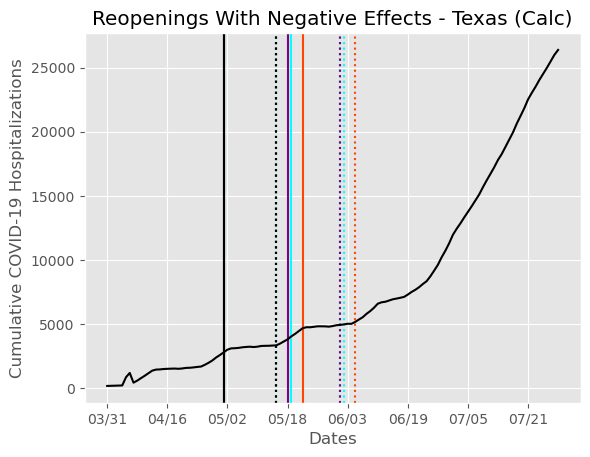 Reopenings With Negative Effects - Texas (Calc)
Cumulative COVID-19 Hospitalizations
25000
20000
15000
10000
5000
0
03/31 04/16 05/02 05/18 06/03 06/19 07/05 07/21
Dates